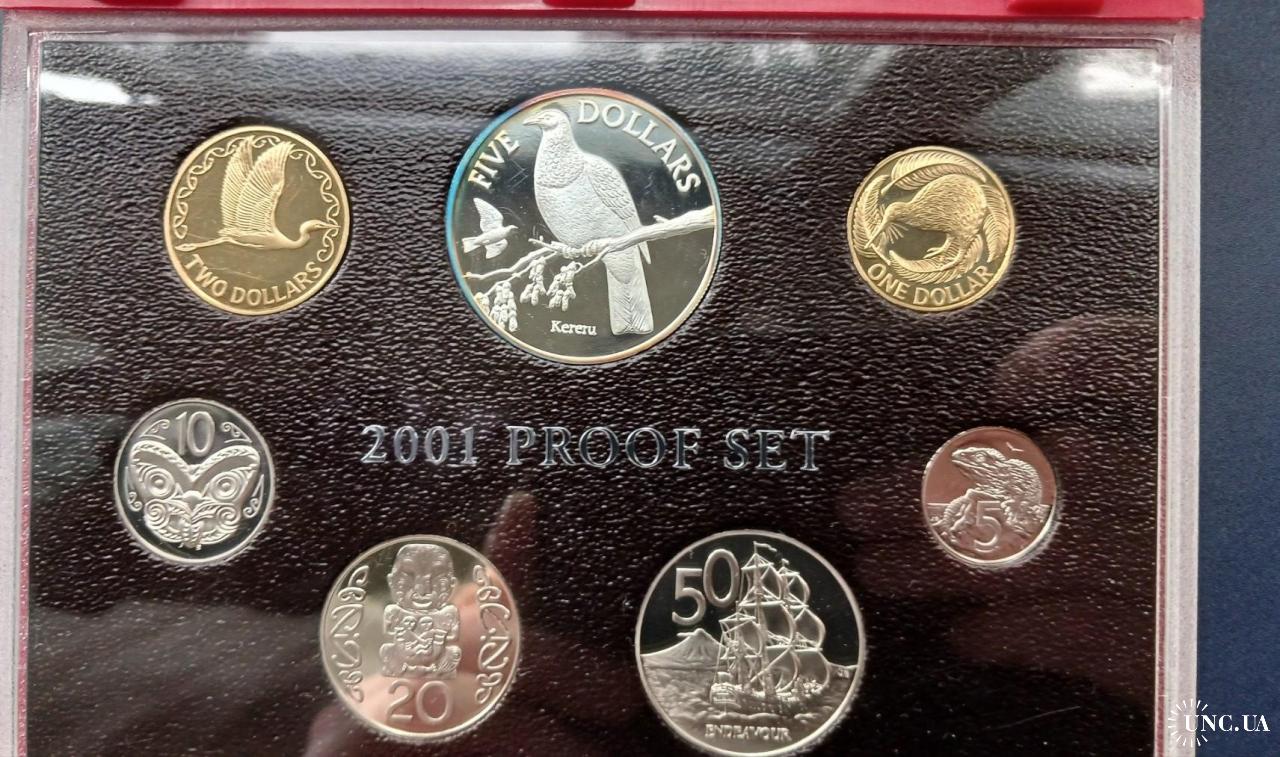 FIVE DOLLARS
Kereru
TWO DOLLARS
ONE DOLLAR
2001 PROOF SET
10
5
20
50
ENDEAVOUR
UNC.UA